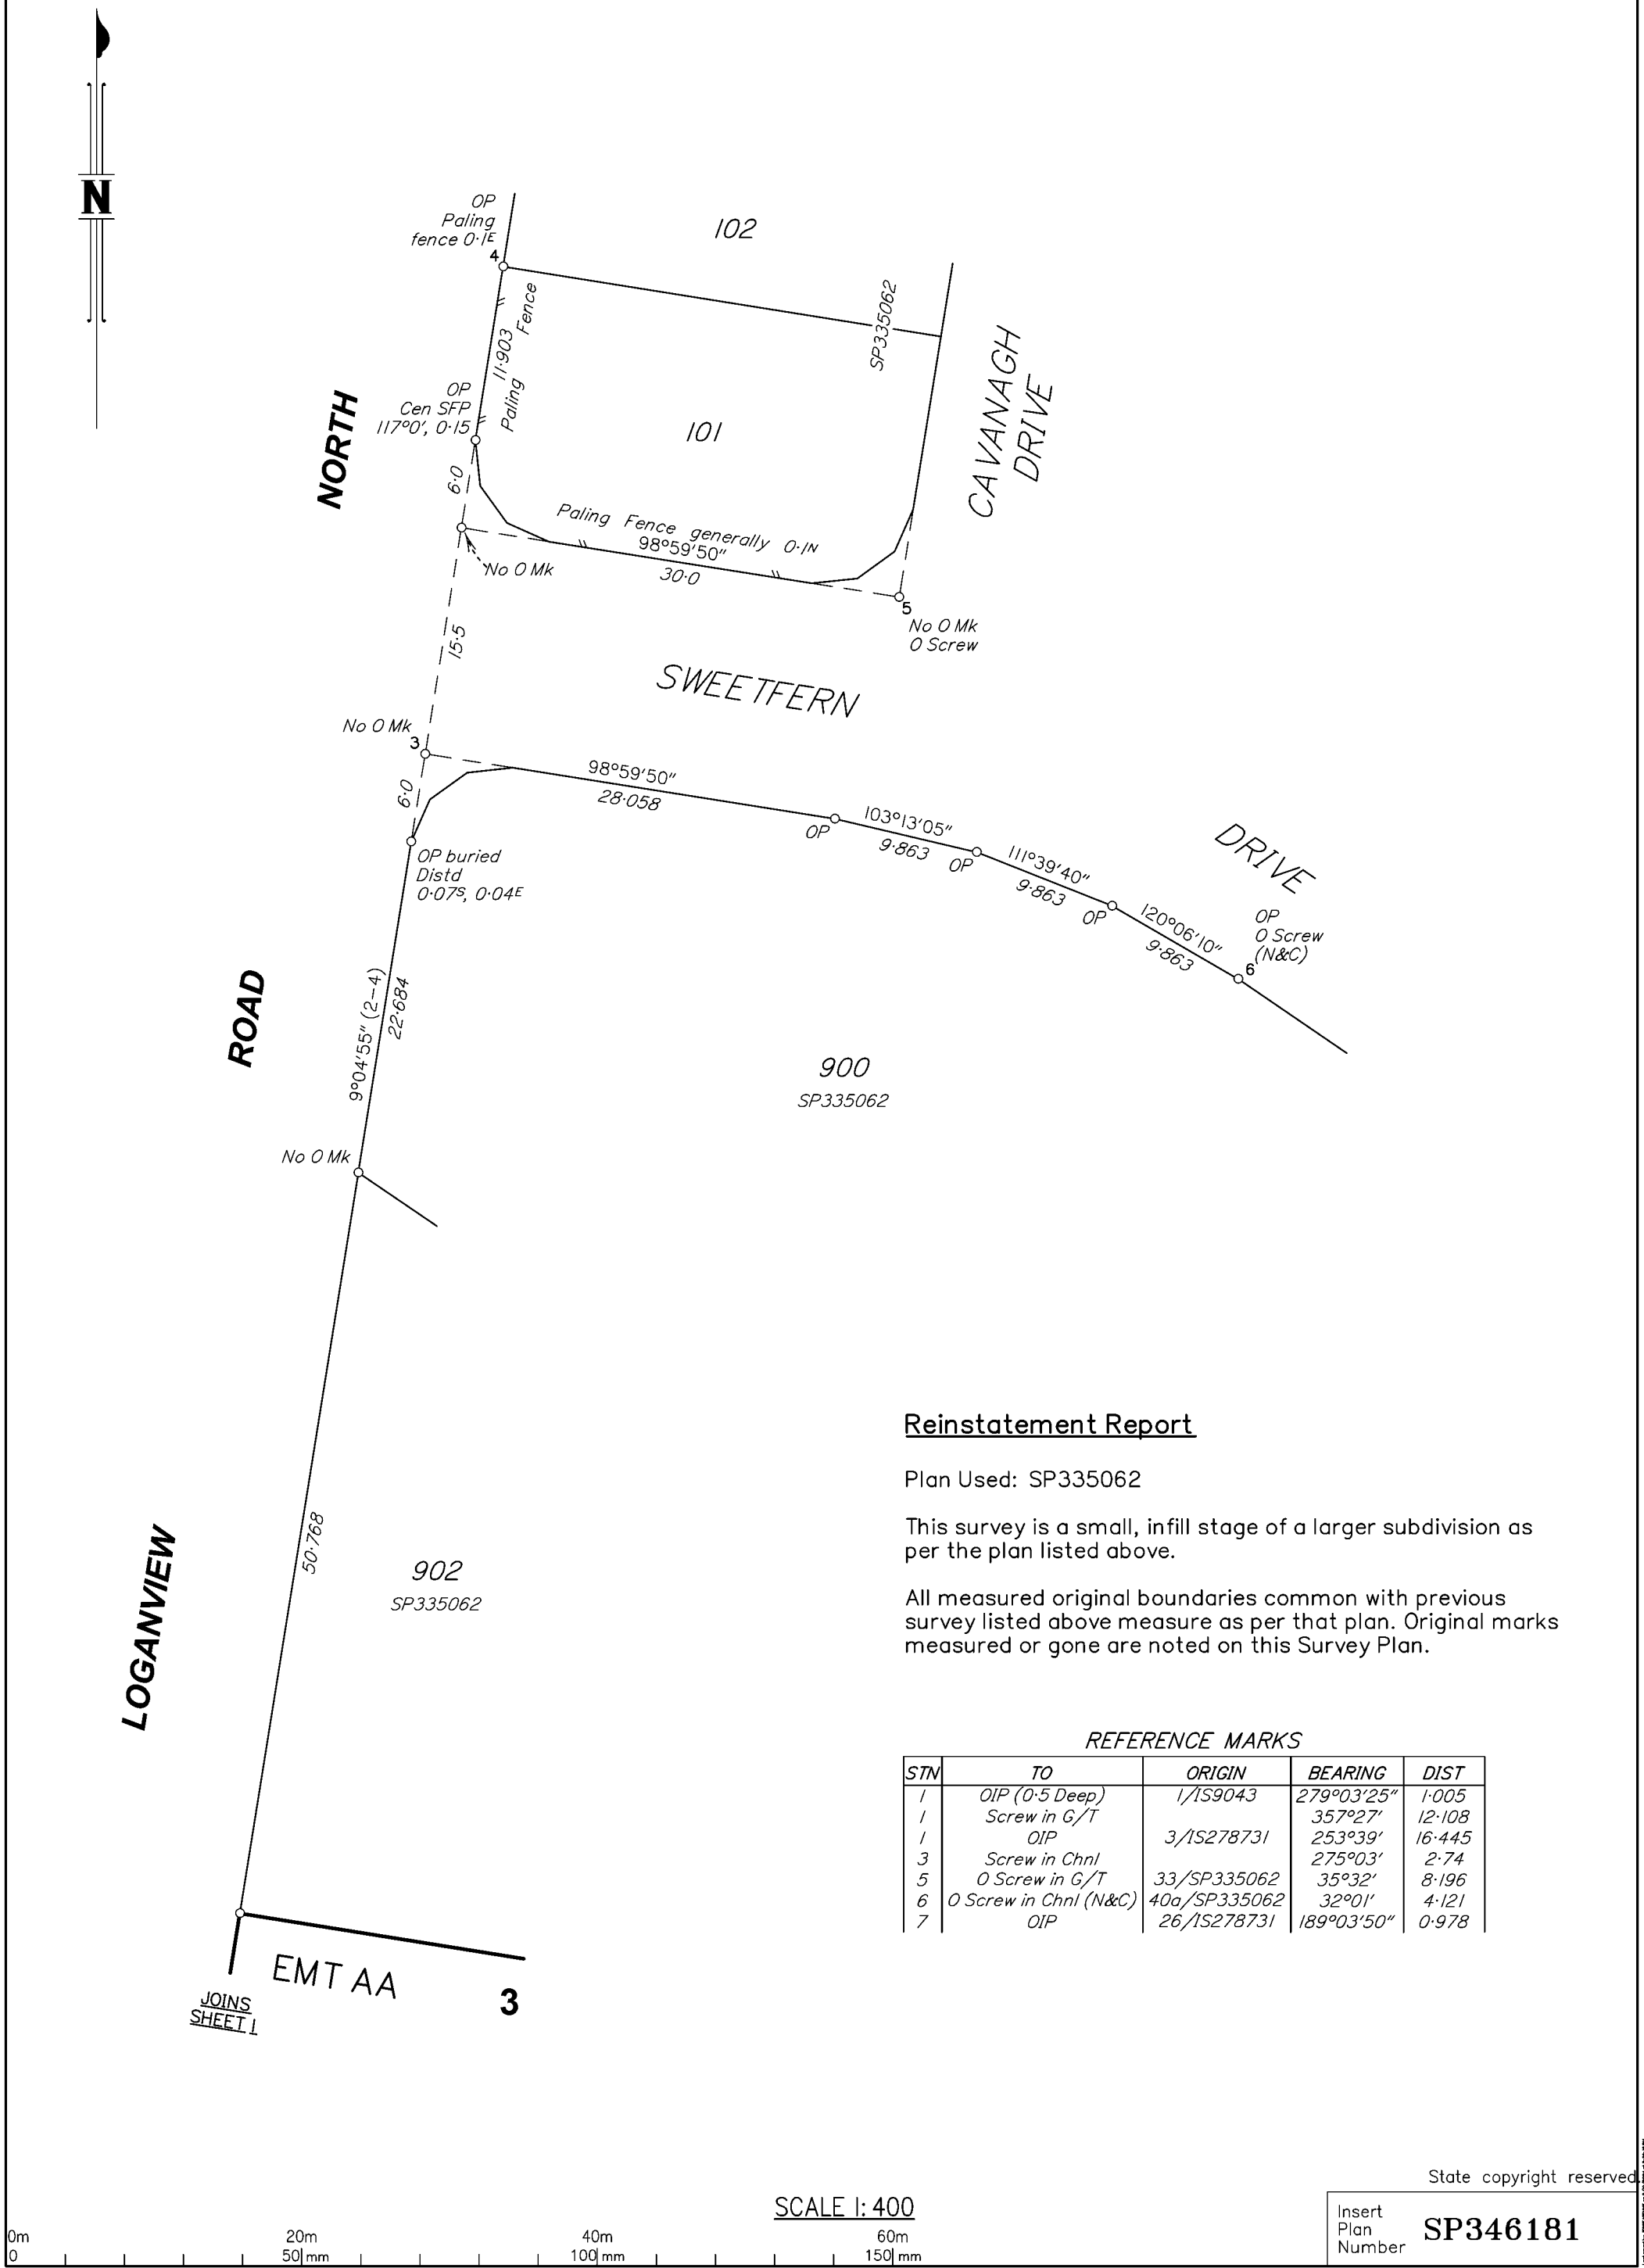 N
OP
Paling
fence 0·1E
4
102
SP335062
11·903
Paling Fence
CAVANAGH
DRIVE
OP
Cen SFP
117°0', 0·15
101
NORTH
6·0
Paling Fence generally 0·1N
98°59'50"
30·0
No O Mk
5
No O Mk
O Screw
15·5
SWEETFERN
No O Mk
3
6·0
98°59'50"
28·058
OP
103°13'05"
9·863
OP
111°39'40"
9·863
OP
120°06'10"
9·863
DRIVE
OP
O Screw
(N&C)
6
OP buried
Distd
0·07S, 0·04E
ROAD
9°04'55" (2-4)
22·684
900
SP335062
No O Mk
50·768
902
SP335062
LOGANVIEW
EMT AA
3
JOINS
SHEET 1
Reinstatement Report
Plan Used: SP335062
This survey is a small, infill stage of a larger subdivision as
per the plan listed above.
All measured original boundaries common with previous
survey listed above measure as per that plan. Original marks
measured or gone are noted on this Survey Plan.
REFERENCE MARKS
STN TO ORIGIN BEARING DIST
1 OIP (0·5 Deep) 1/IS9043 279°03'25" 1·005
1 Screw in G/T 357°27' 12·108
1 OIP 3/IS278731 253°39' 16·445
3 Screw in Chnl 275°03' 2·74
5 O Screw in G/T 33/SP335062 35°32' 8·196
6 O Screw in Chnl (N&C) 40a/SP335062 32°01' 4·121
7 OIP 26/IS278731 189°03'50" 0·978
State copyright reserved.
SCALE 1: 400
Insert
Plan
Number
SP346181
0m 20m 40m 60m
0 50 mm 100 mm 150 mm